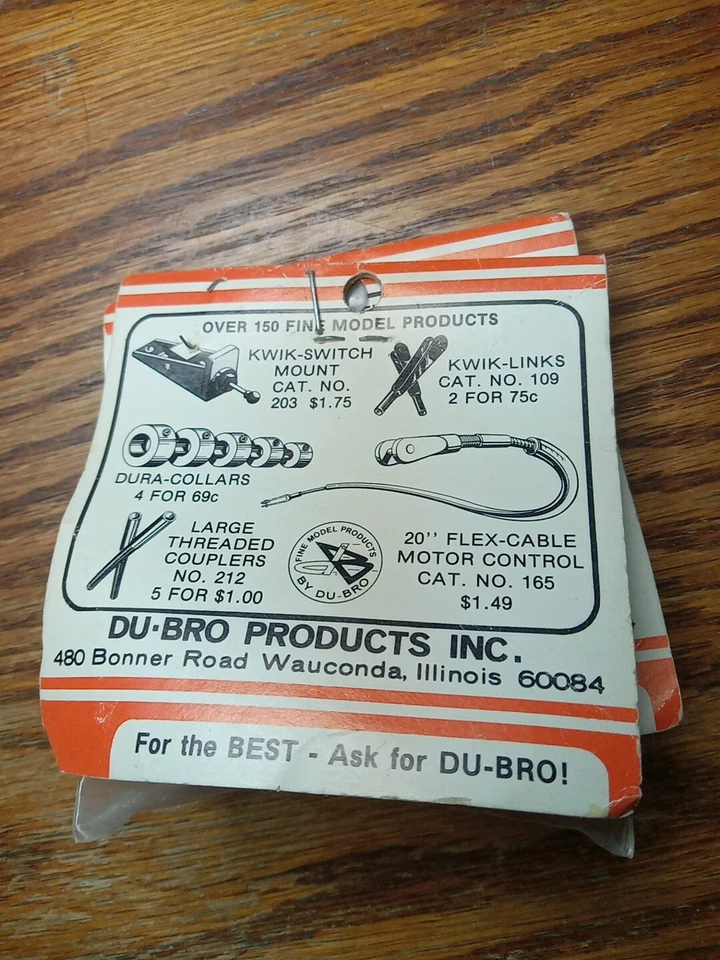 OVER 150 FINE MODEL PRODUCTS
KWIK-SWITCH
MOUNT
CAT. NO.
203 $1.75
KWIK-LINKS
CAT. NO. 109
2 FOR 75c
DURA-COLLARS
4 FOR 69c
LARGE
THREADED
COUPLERS
NO. 212
5 FOR $1.00
FINE MODEL PRODUCTS
BY DU-BRO
20'' FLEX-CABLE
MOTOR CONTROL
CAT. NO. 165
$1.49
DU-BRO PRODUCTS INC.
480 Bonner Road Wauconda, Illinois 60084
For the BEST - Ask for DU-BRO!